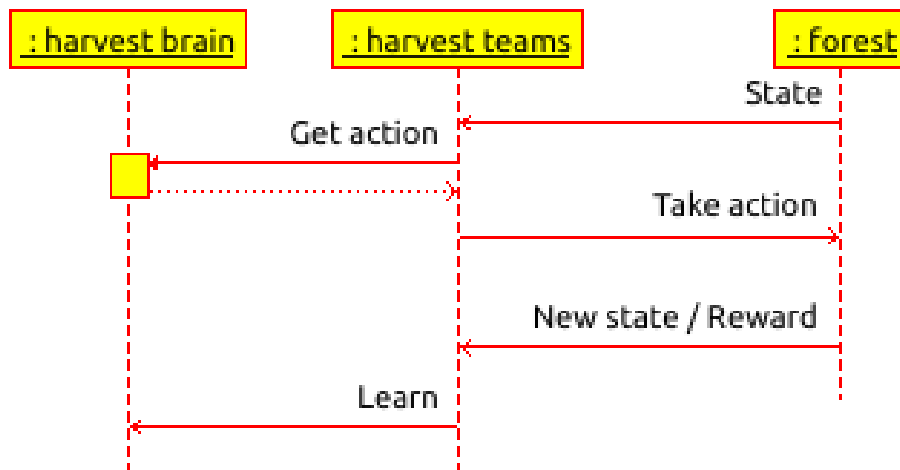 : harvest brain
: harvest teams
: forest
State
Get action
Take action
New state / Reward
Learn